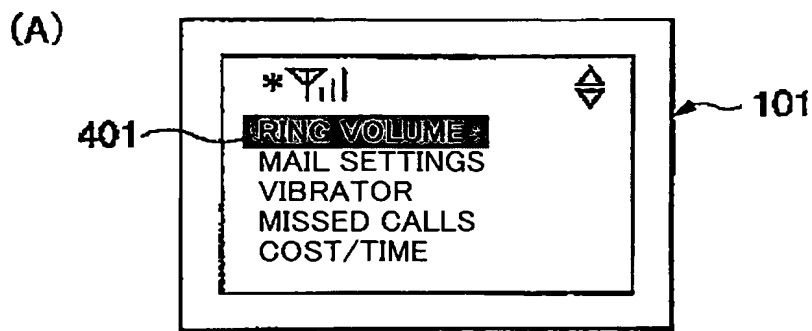 (A)
*
101
401
RING VOLUME
MAIL SETTINGS
VIBRATOR
MISSED CALLS
COST/TIME